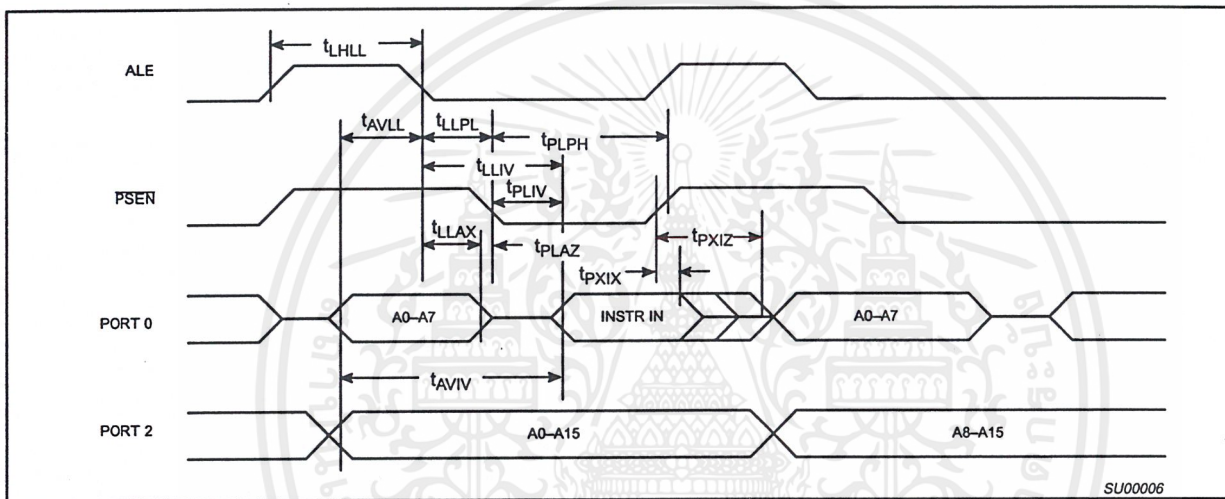 ALE
tLHLL
tAVLL
tLLPL
tPLPH
tLLIV
tPLIV
PSEN
tLLAX
tPLAZ
tPXIZ
tPXIX
PORT 0
A0–A7
INSTR IN
A0–A7
tAVIV
PORT 2
A0–A15
A8–A15
SU00006